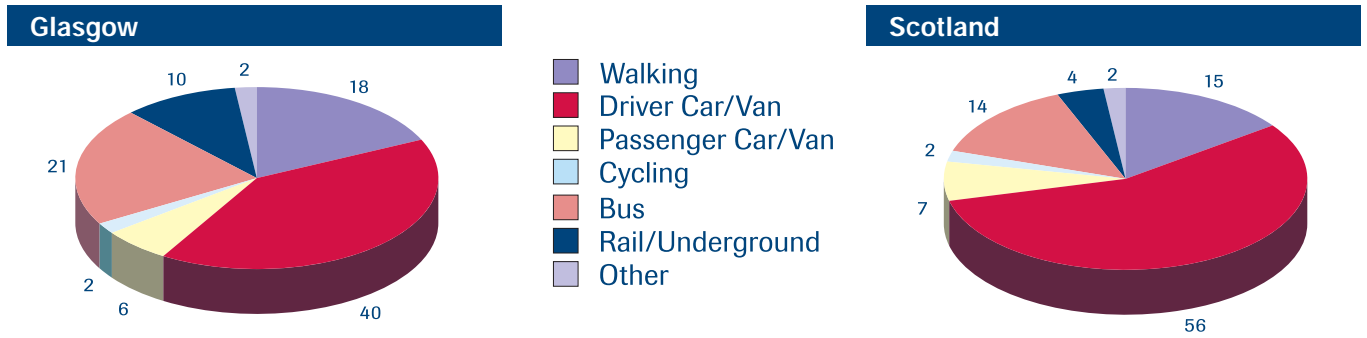 Glasgow
2
10
18
21
2
6
40
Walking
Driver Car/Van
Passenger Car/Van
Cycling
Bus
Rail/Underground
Other
Scotland
4
2
15
14
2
7
56